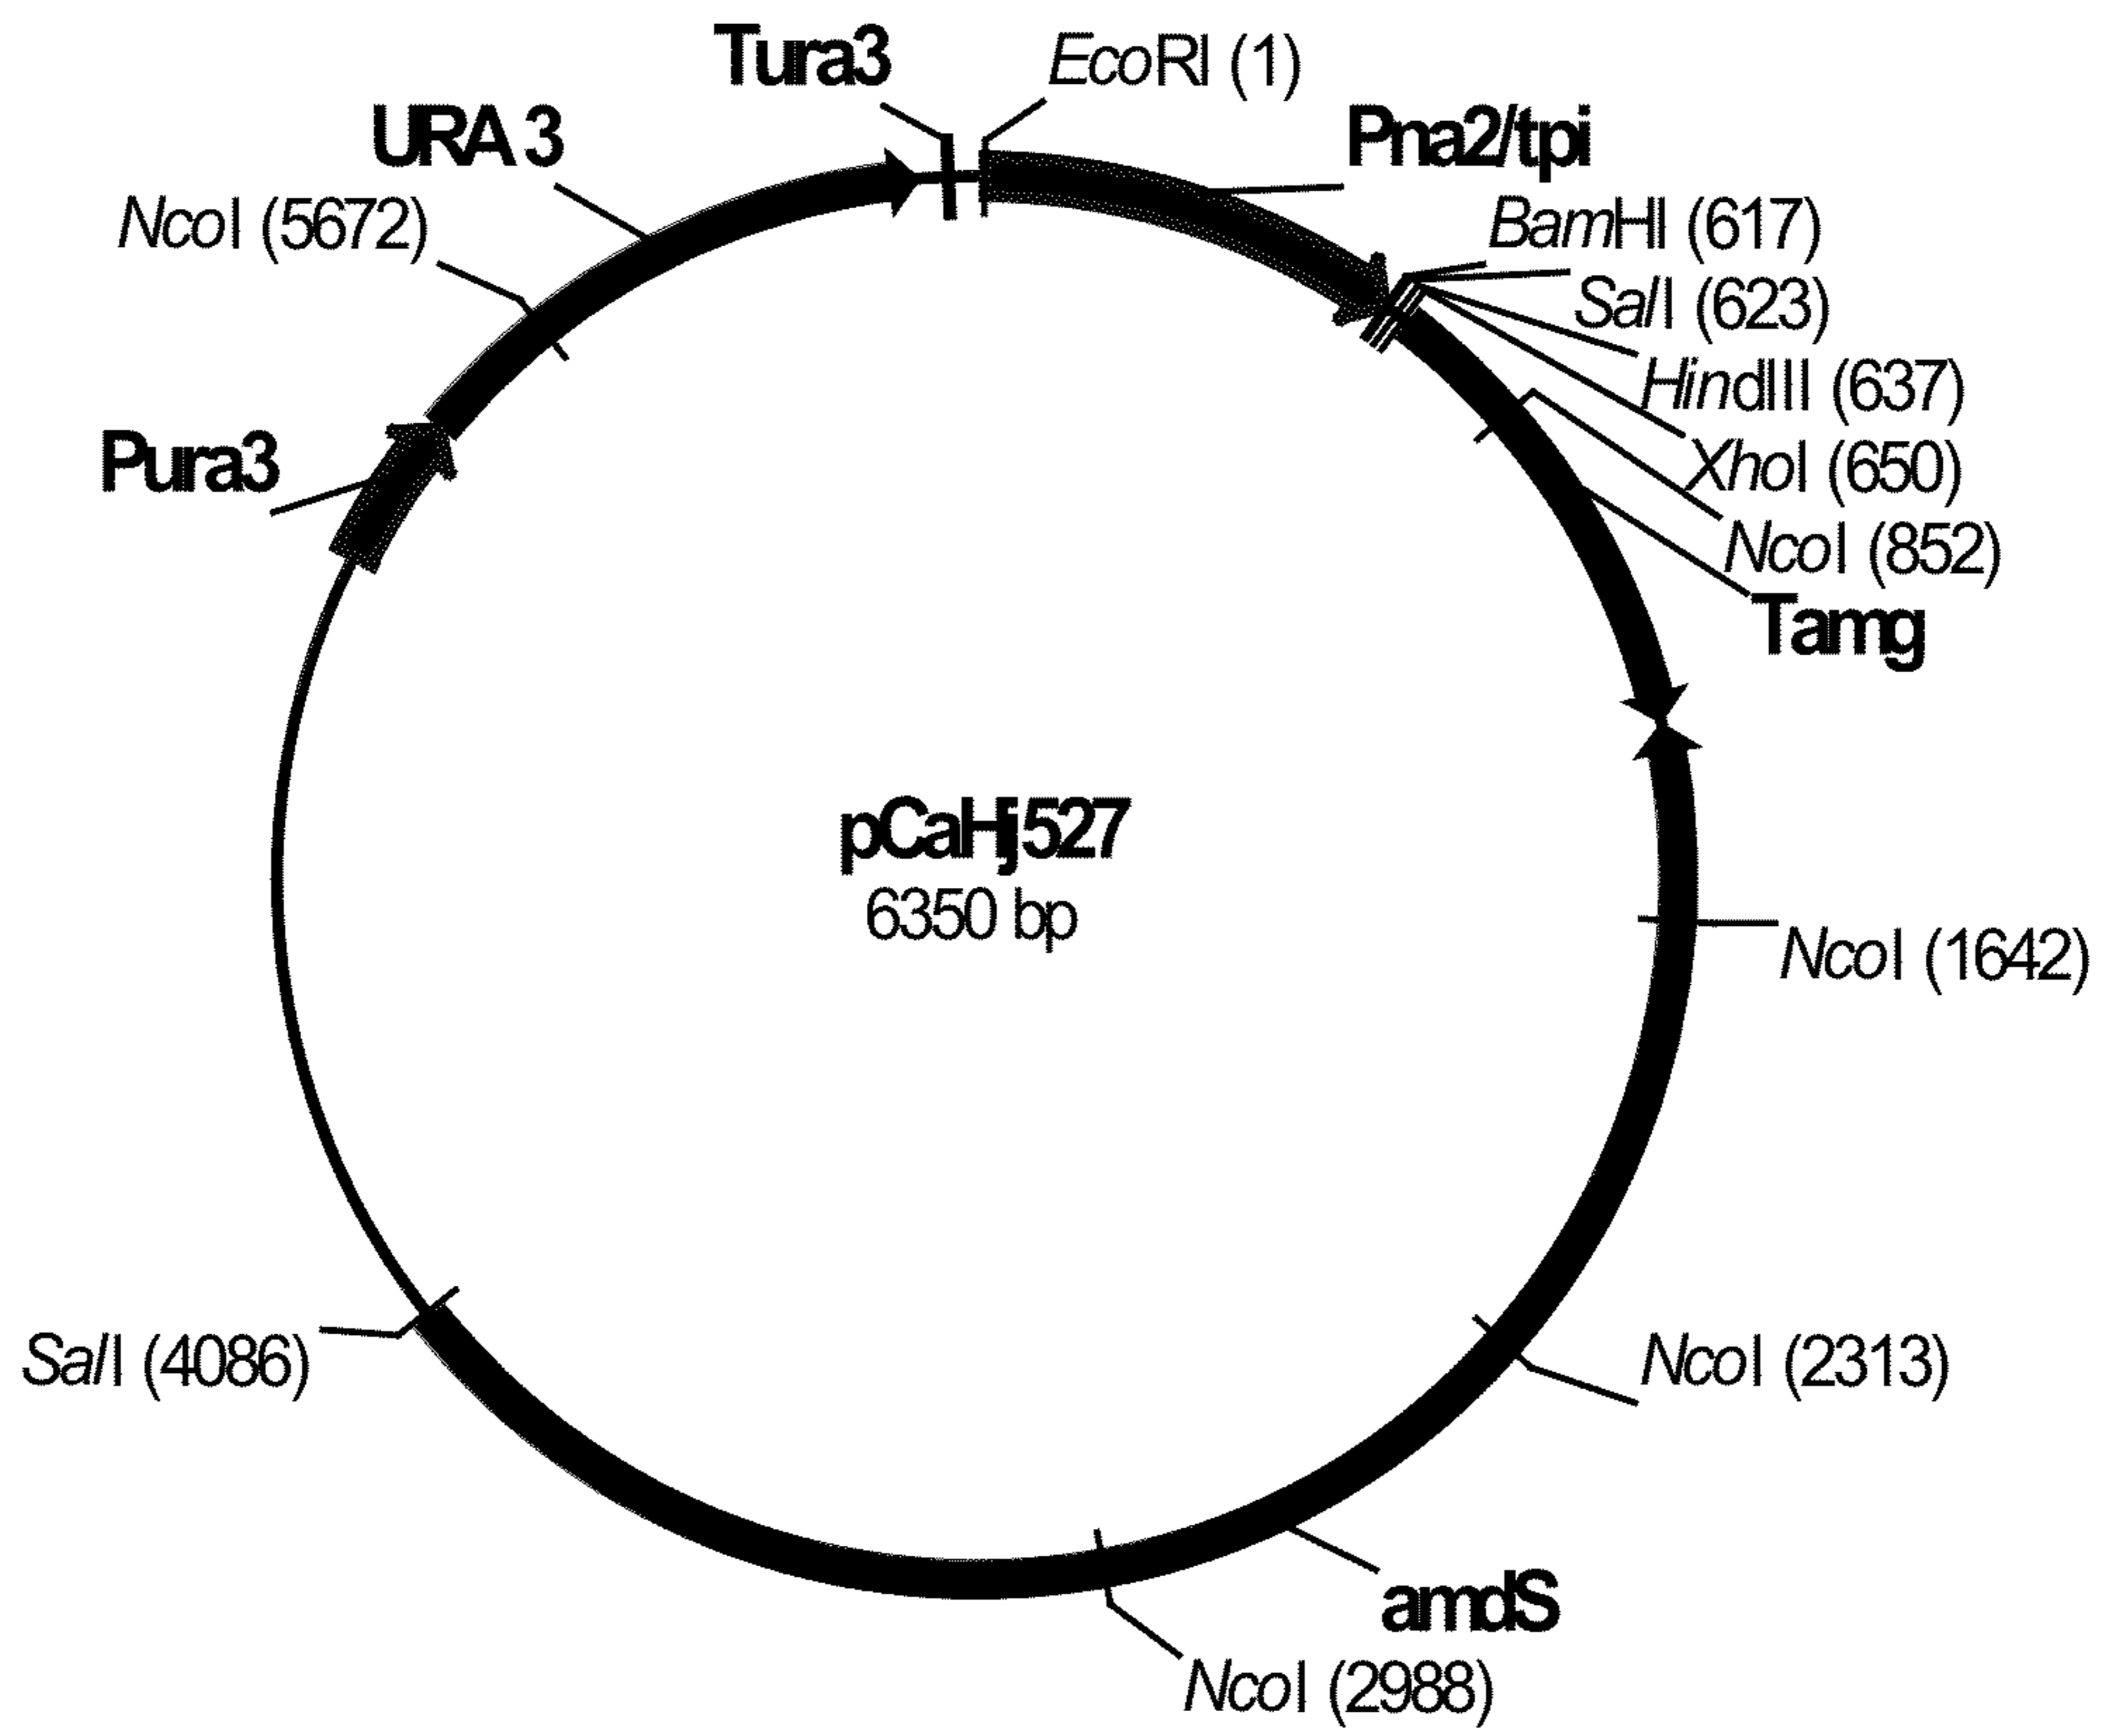 Tura3
EcoRI (1)
URA 3
Pna2/tpi
NcoI (5672)
BamHI (617)
SalI (623)
HindIII (637)
Pura3
XhoI (650)
NcoI (852)
Tamg
pCaHj527
6350 bp
NcoI (1642)
SalI (4086)
NcoI (2313)
amdS
NcoI (2988)